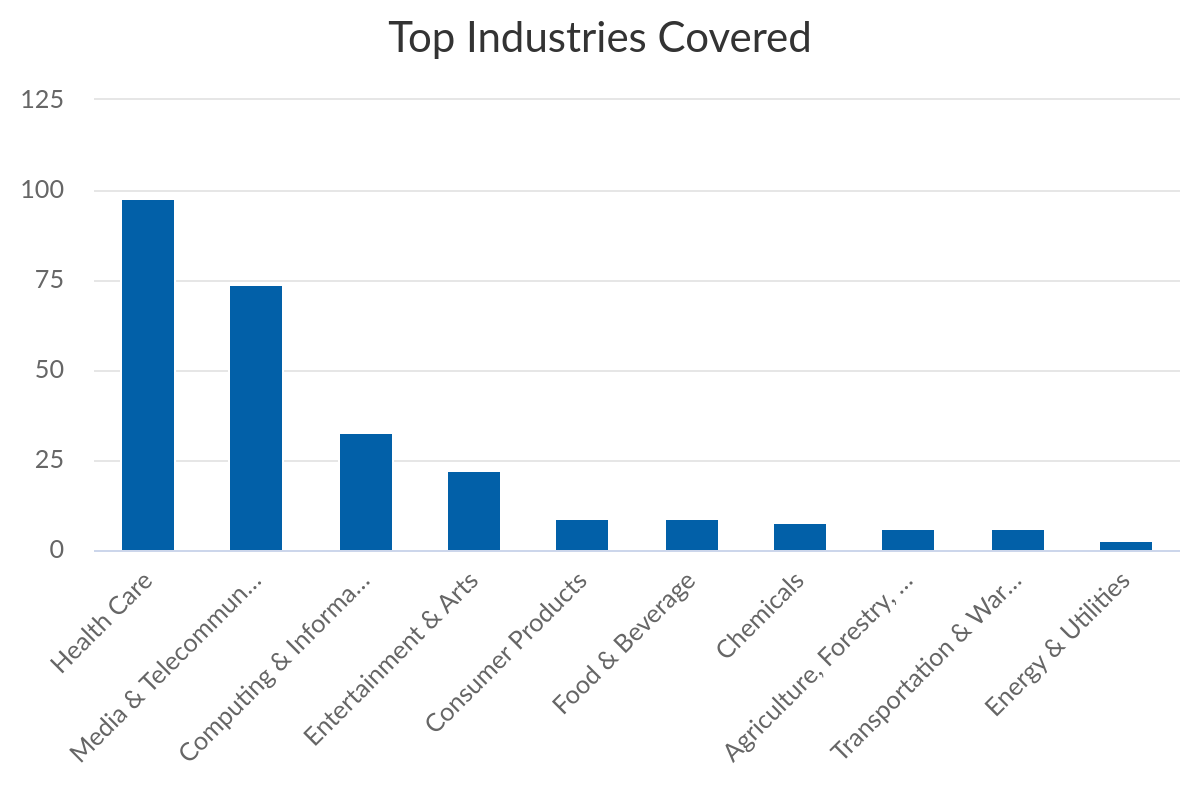 Top Industries Covered
125
100
75
50
25
0
Health Care
Media & Telecommun...
Computing & Informa...
Entertainment & Arts
Consumer Products
Food & Beverage
Chemicals
Agriculture, Forestry, ...
Transportation & War...
Energy & Utilities